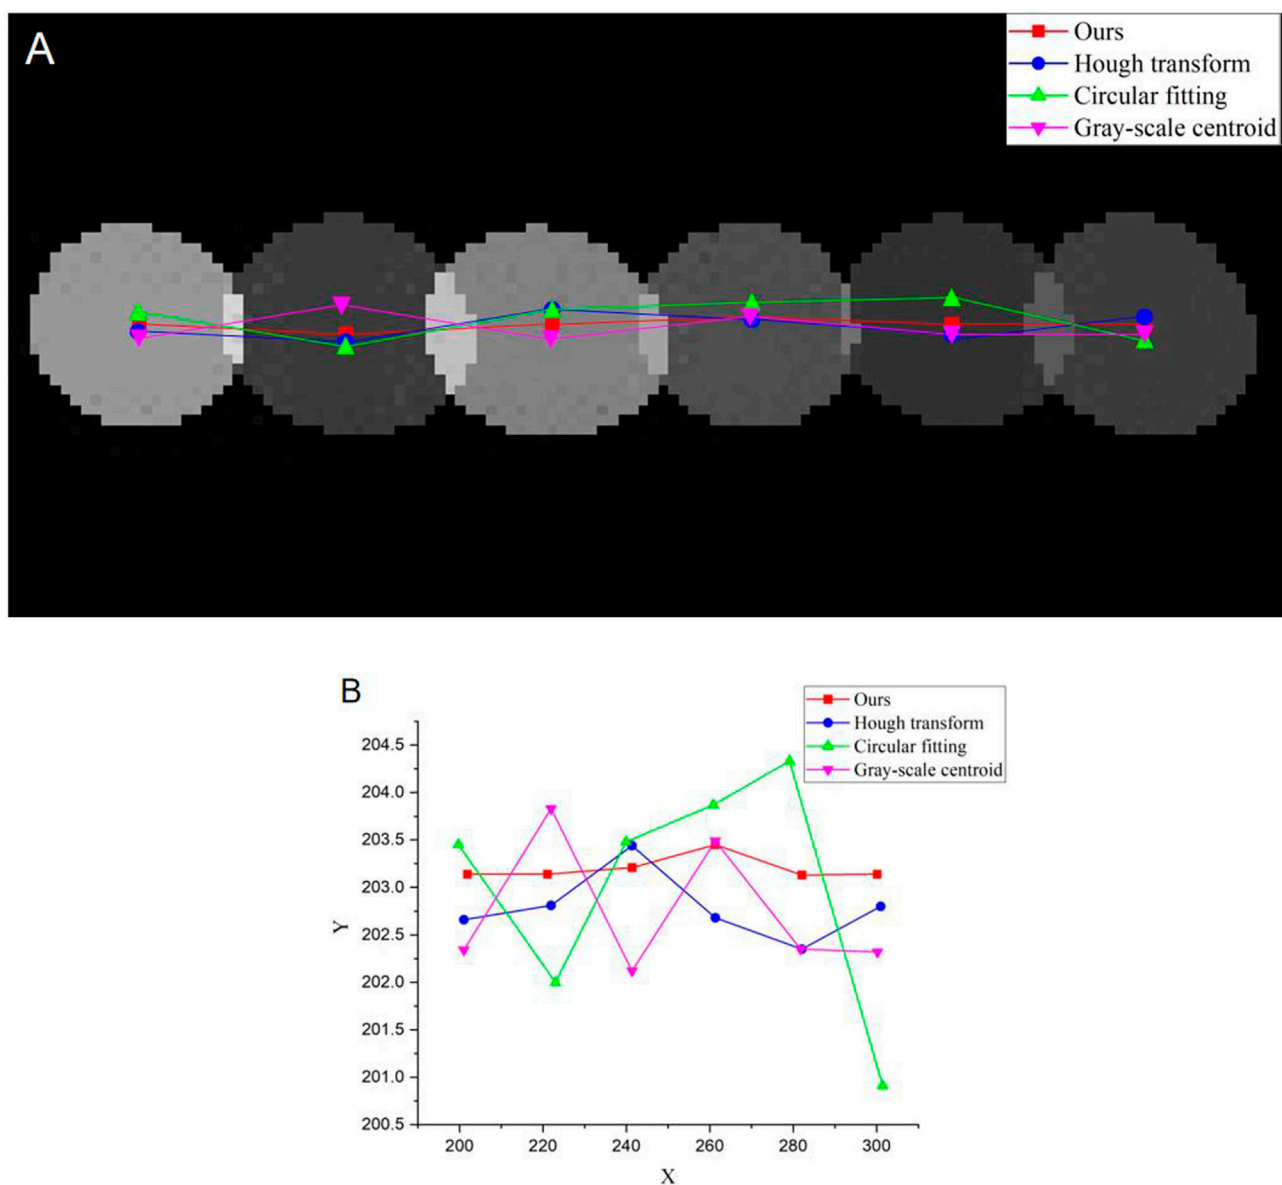 A
Ours
Hough transform
Circular fitting
Gray-scale centroid
B
Ours
Hough transform
Circular fitting
Gray-scale centroid
204.5
204.0
203.5
203.0
202.5
202.0
201.5
201.0
200.5
Y
200 220 240 260 280 300
X